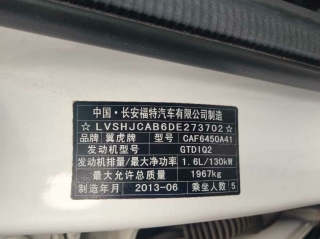 中国·长安福特汽车有限公司制造
☆LVSHJCAB6DE273702☆
品牌 翼虎牌 型号 CAF6450A41
发动机型号 GTDIQ2
发动机排量/最大净功率 1.6L/130kW
最大允许总质量 1967kg
制造年月 2013-06 乘坐人数 5